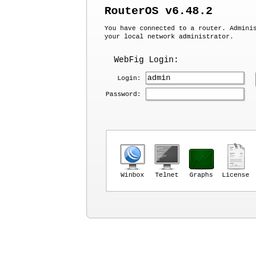 RouterOS v6.48.2
You have connected to a router.
your local network administrator.
WebFig Login:
Login: admin
Password:
Winbox Telnet Graphs License